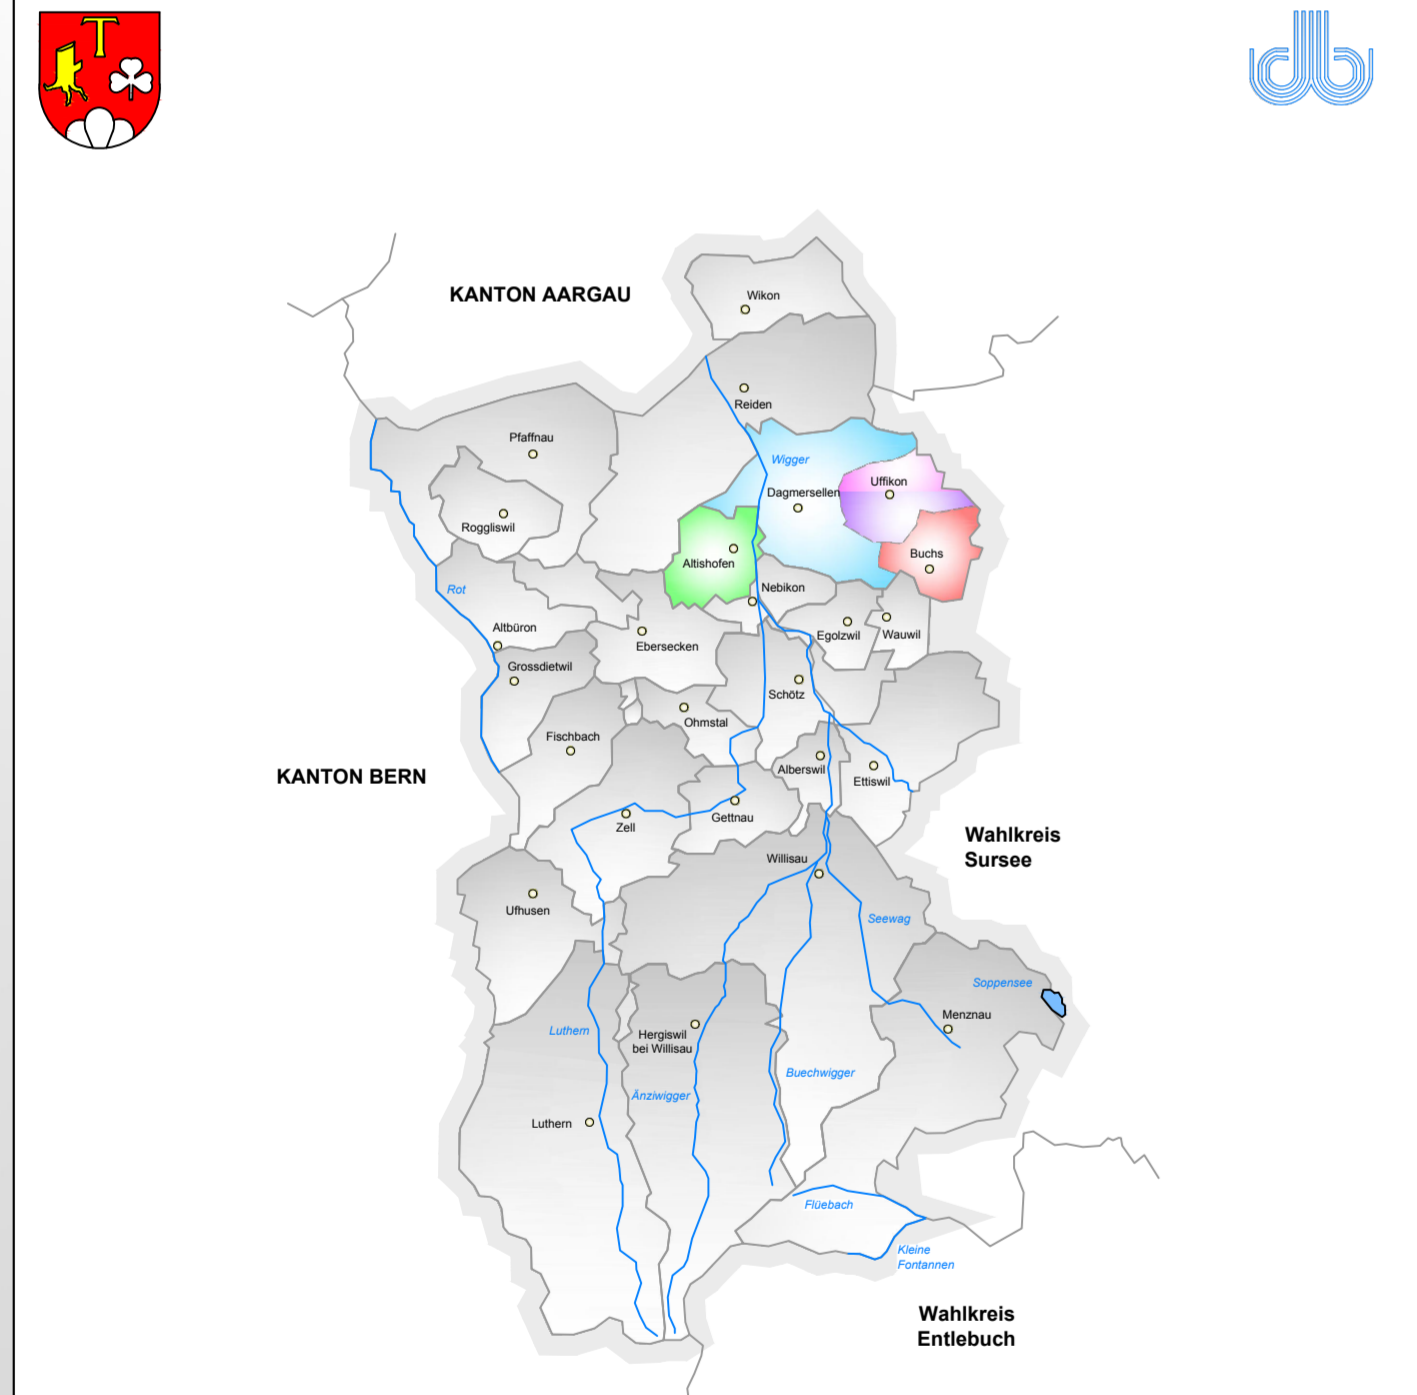 KANTON AARGAU
Wikon
Reiden
Pfaffnau
Wigger
Uffikon
Dagmersellen
Roggliswil
Buchs
Altishofen
Rot
Nebikon
Altbüron
Egolzwil
Wauwil
Ebersecken
Grossdietwil
Schötz
Ohmstal
Fischbach
KANTON BERN
Alberswil
Ettiswil
Gettnau
Zell
Wahlkreis
Sursee
Willisau
Ufhusen
Seewag
Soppensee
Menznau
Luthern
Hergiswil
bei Willisau
Buechwigger
Änziwigger
Luthern
Flüebach
Kleine
Fontannen
Wahlkreis
Entlebuch